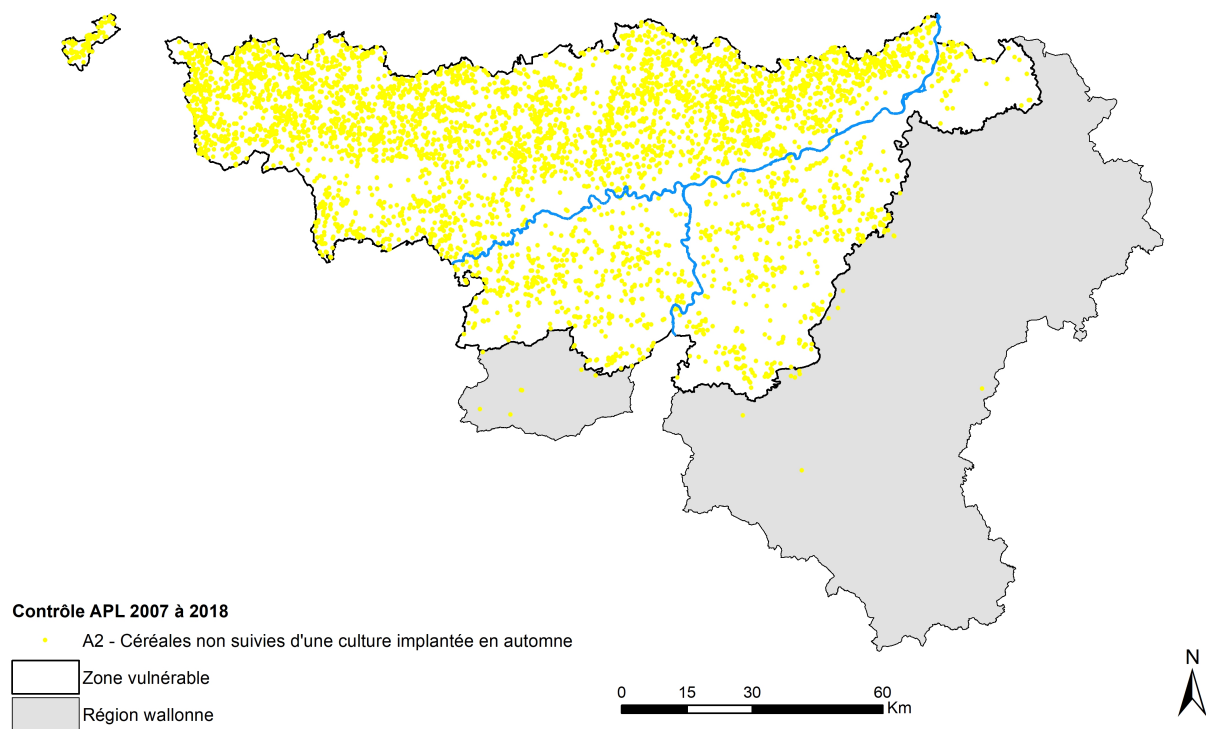 Contrôle APL 2007 à 2018
A2 - Céréales non suivies d'une culture implantée en automne
Zone vulnérable
Région wallonne
0 15 30 60
Km
N